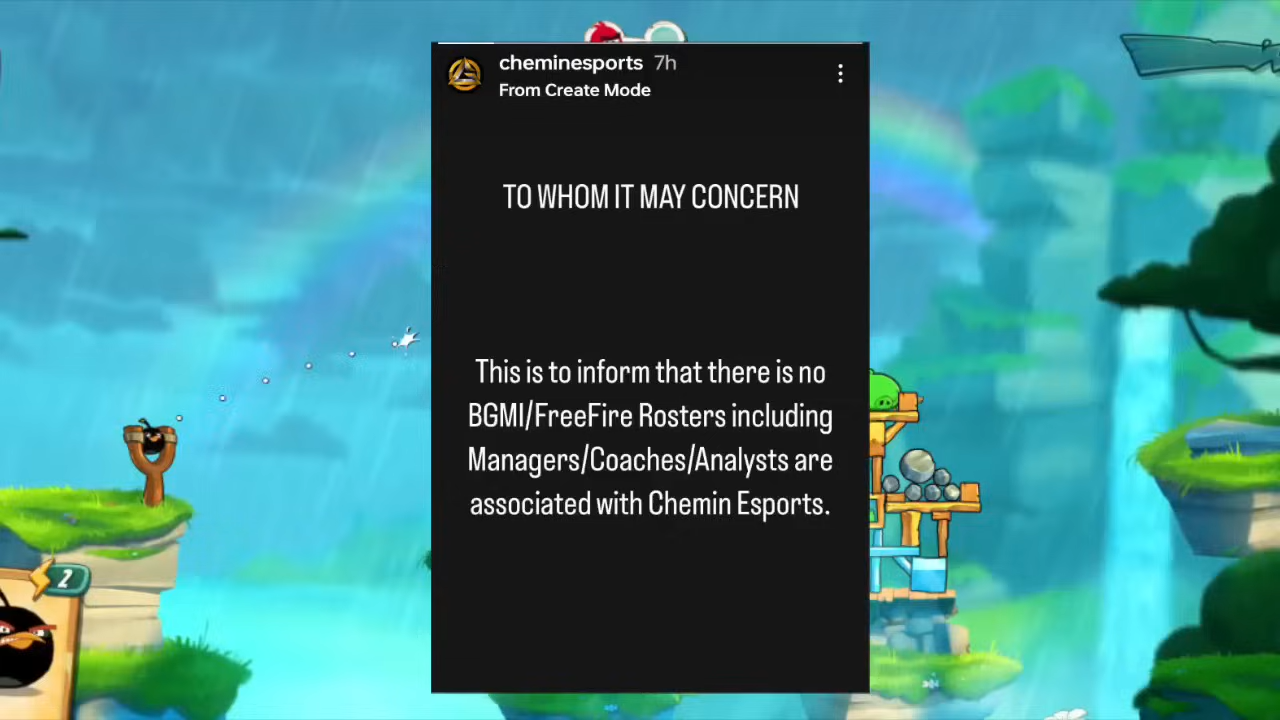 cheminesports 7h
From Create Mode
TO WHOM IT MAY CONCERN
This is to inform that there is no
BGMI/FreeFire Rosters including
Managers/Coaches/Analysts are
associated with Chemin Esports.
2